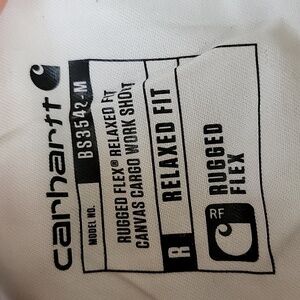 carhartt
MODEL NO. BS3542-M
RUGGED FLEX® RELAXED FIT
CANVAS CARGO WORK SHORT
R RELAXED FIT
RF
RUGGED
FLEX